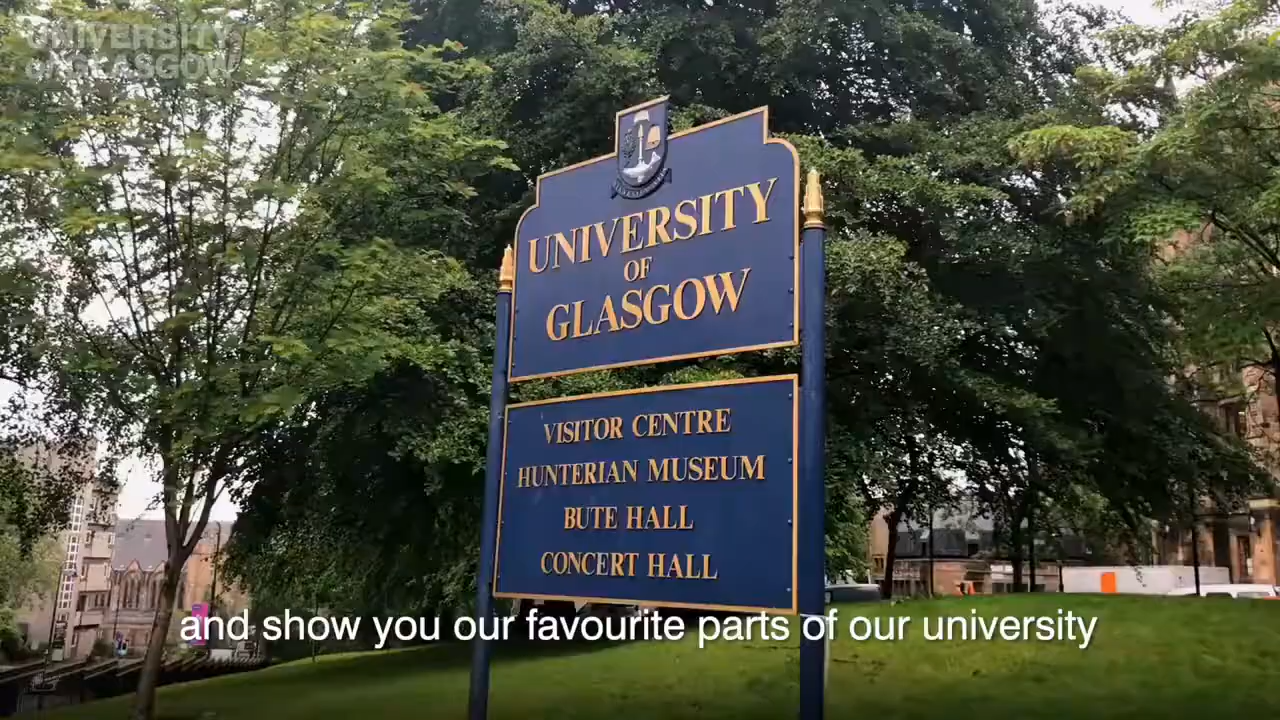 UNIVERSITY
of GLASGOW
UNIVERSITY
OF
GLASGOW
VISITOR CENTRE
HUNTERIAN MUSEUM
BUTE HALL
CONCERT HALL
and show you our favourite parts of our university